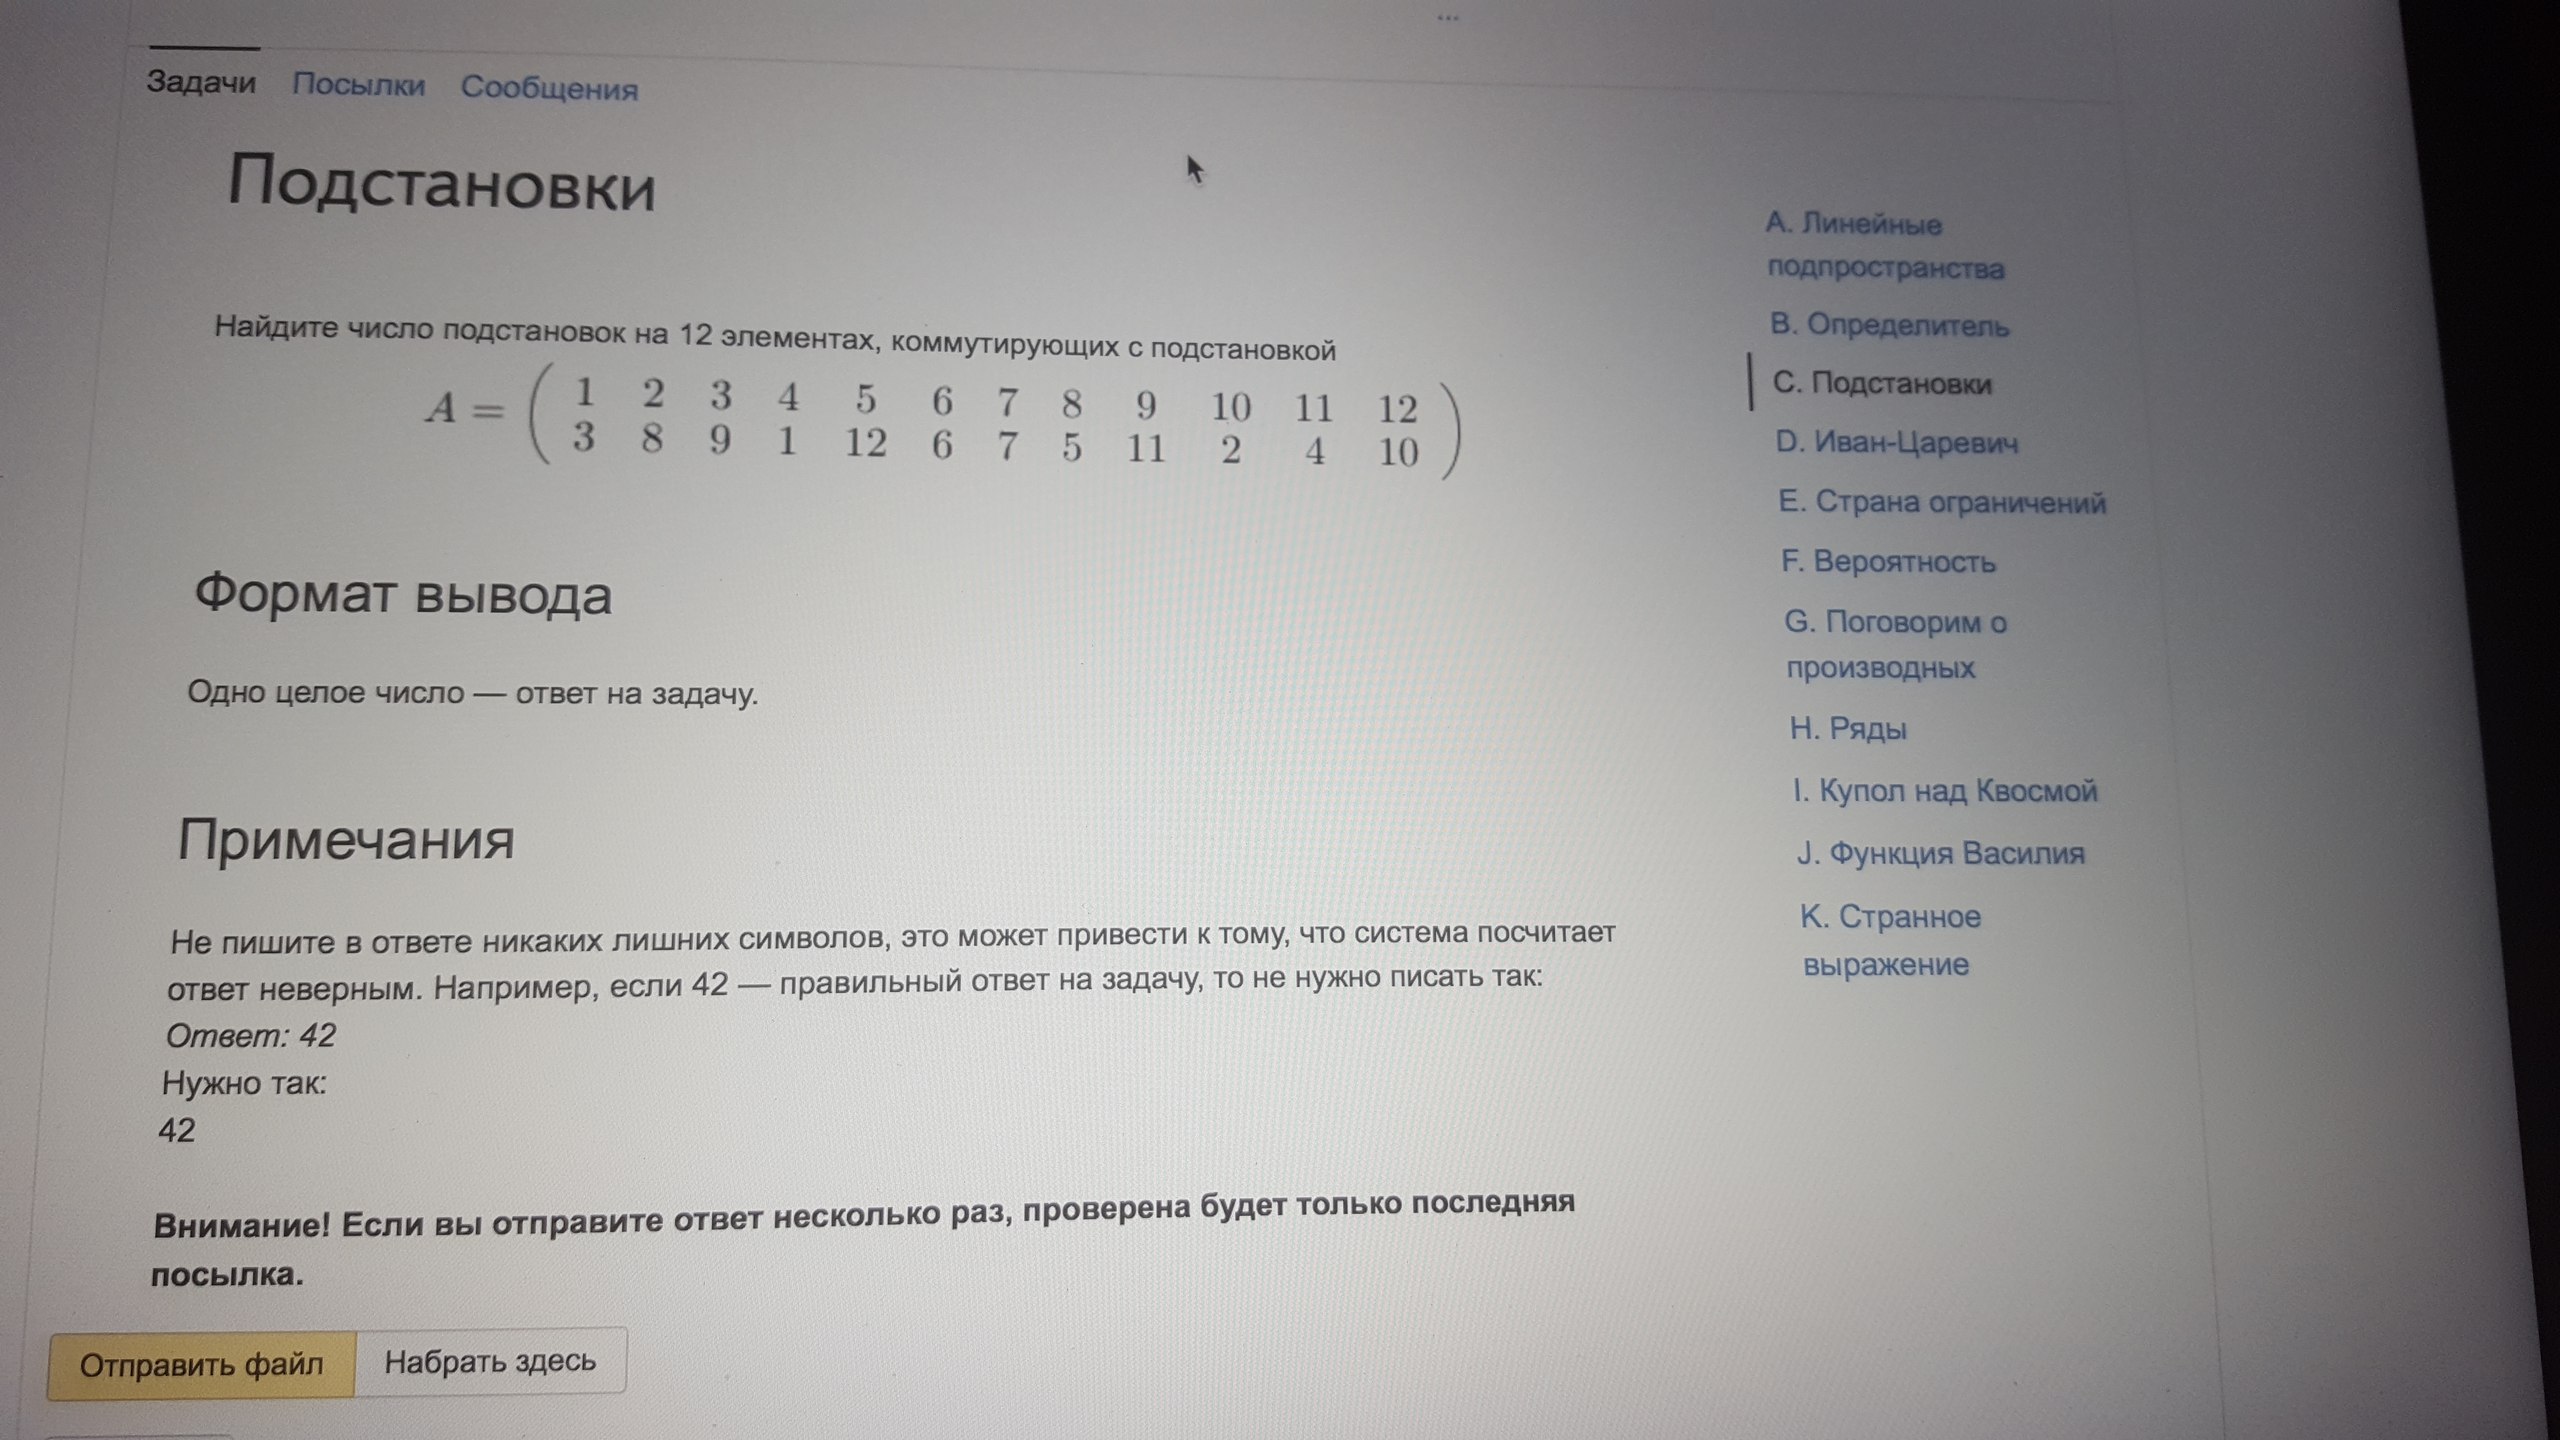 Задачи Посылки Сообщения
Подстановки
Найдите число подстановок на 12 элементах, коммутирующих с подстановкой
A = ( 1 2 3 4 5 6 7 8 9 10 11 12
3 8 9 1 12 6 7 5 11 2 4 10 )
Формат вывода
Одно целое число — ответ на задачу.
Примечания
Не пишите в ответе никаких лишних символов, это может привести к тому, что система посчитает
ответ неверным. Например, если 42 — правильный ответ на задачу, то не нужно писать так:
Ответ: 42
Нужно так:
42
Внимание! Если вы отправите ответ несколько раз, проверена будет только последняя
посылка.
Отправить файл Набрать здесь
A. Линейные
подпространства
B. Определитель
C. Подстановки
D. Иван-Царевич
E. Страна ограничений
F. Вероятность
G. Поговорим о
производных
H. Ряды
I. Купол над Квосмой
J. Функция Василия
K. Странное
выражение